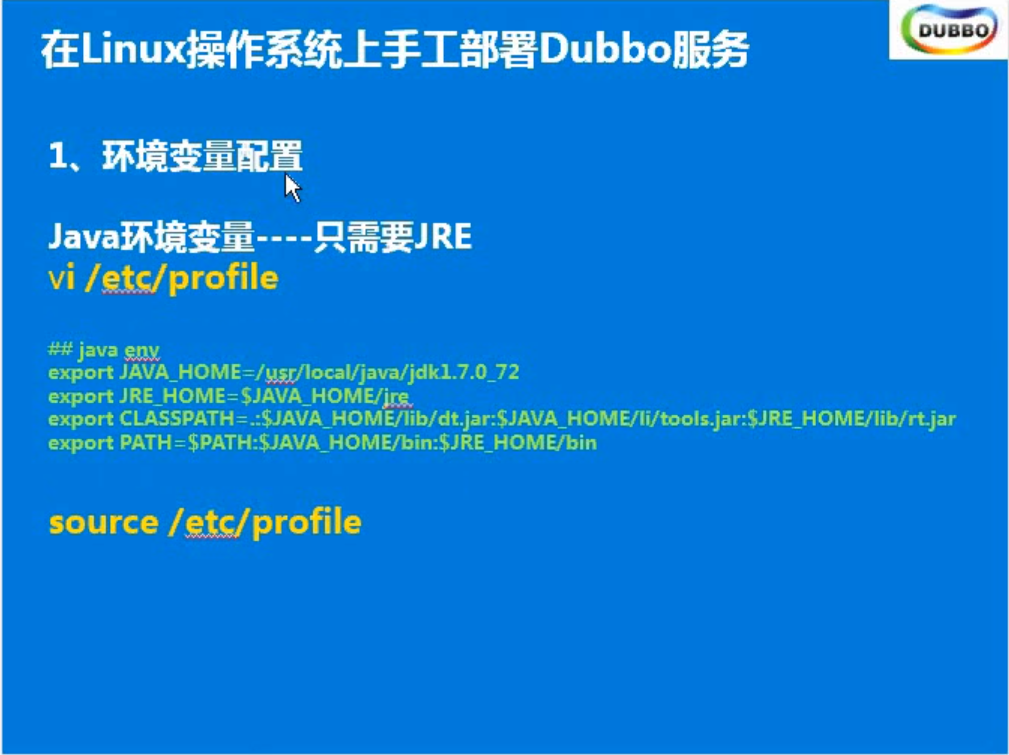 在Linux操作系统上手工部署Dubbo服务
DUBBO
1、环境变量配置
Java环境变量----只需要JRE
vi /etc/profile
## java env
export JAVA_HOME=/usr/local/java/jdk1.7.0_72
export JRE_HOME=$JAVA_HOME/jre
export CLASSPATH=.:$JAVA_HOME/lib/dt.jar:$JAVA_HOME/li/tools.jar:$JRE_HOME/lib/rt.jar
export PATH=$PATH:$JAVA_HOME/bin:$JRE_HOME/bin
source /etc/profile